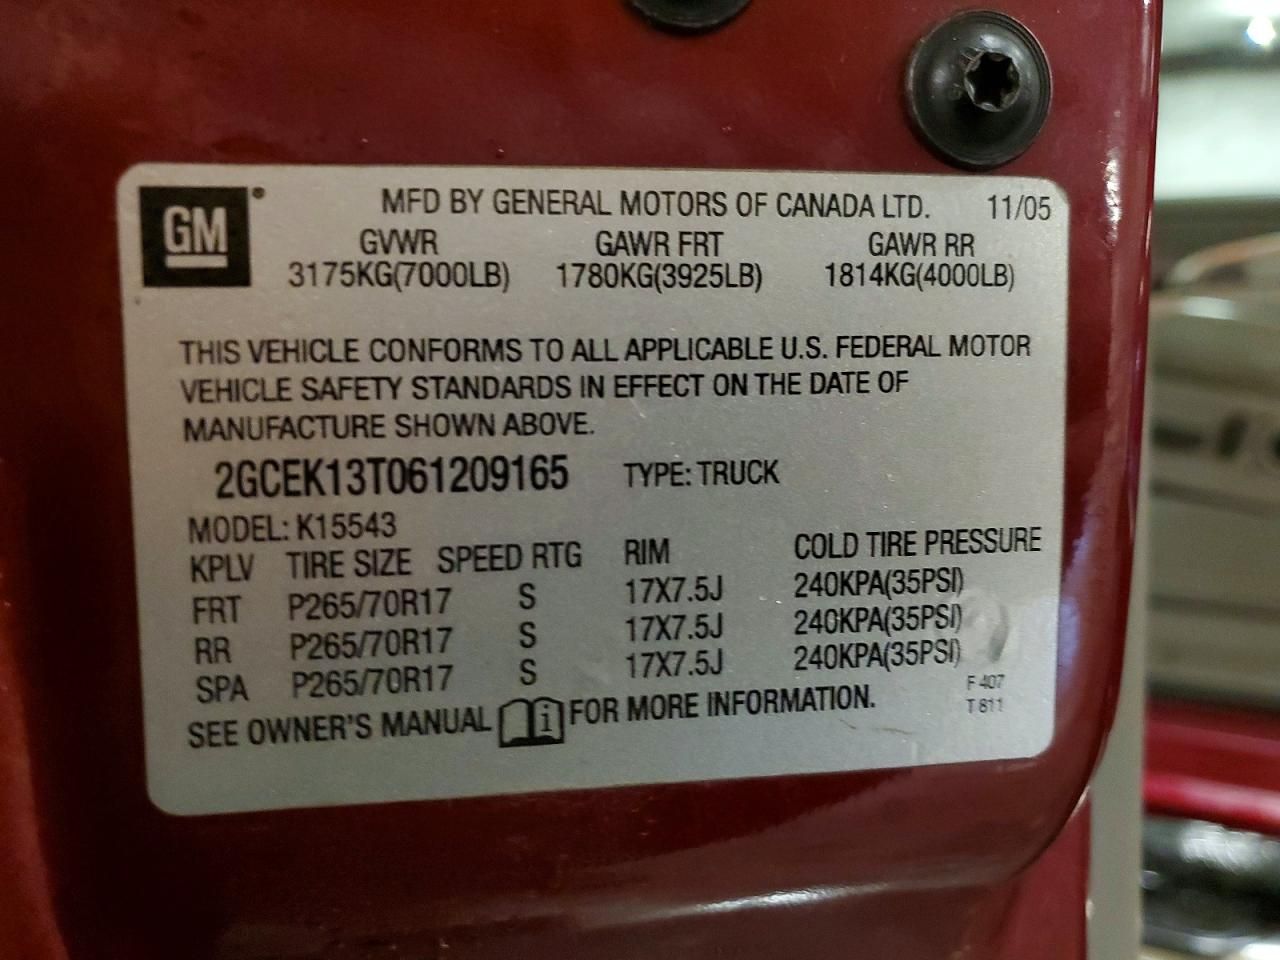 GM® MFD BY GENERAL MOTORS OF CANADA LTD. 11/05
GVWR GAWR FRT GAWR RR
3175KG(7000LB) 1780KG(3925LB) 1814KG(4000LB)
THIS VEHICLE CONFORMS TO ALL APPLICABLE U.S. FEDERAL MOTOR
VEHICLE SAFETY STANDARDS IN EFFECT ON THE DATE OF
MANUFACTURE SHOWN ABOVE.
2GCEK13T061209165 TYPE: TRUCK
MODEL: K15543
KPLV TIRE SIZE SPEED RTG RIM COLD TIRE PRESSURE
FRT P265/70R17 S 17X7.5J 240KPA(35PSI)
RR P265/70R17 S 17X7.5J 240KPA(35PSI)
SPA P265/70R17 S 17X7.5J 240KPA(35PSI)
SEE OWNER'S MANUAL i FOR MORE INFORMATION.
F 407
T 811